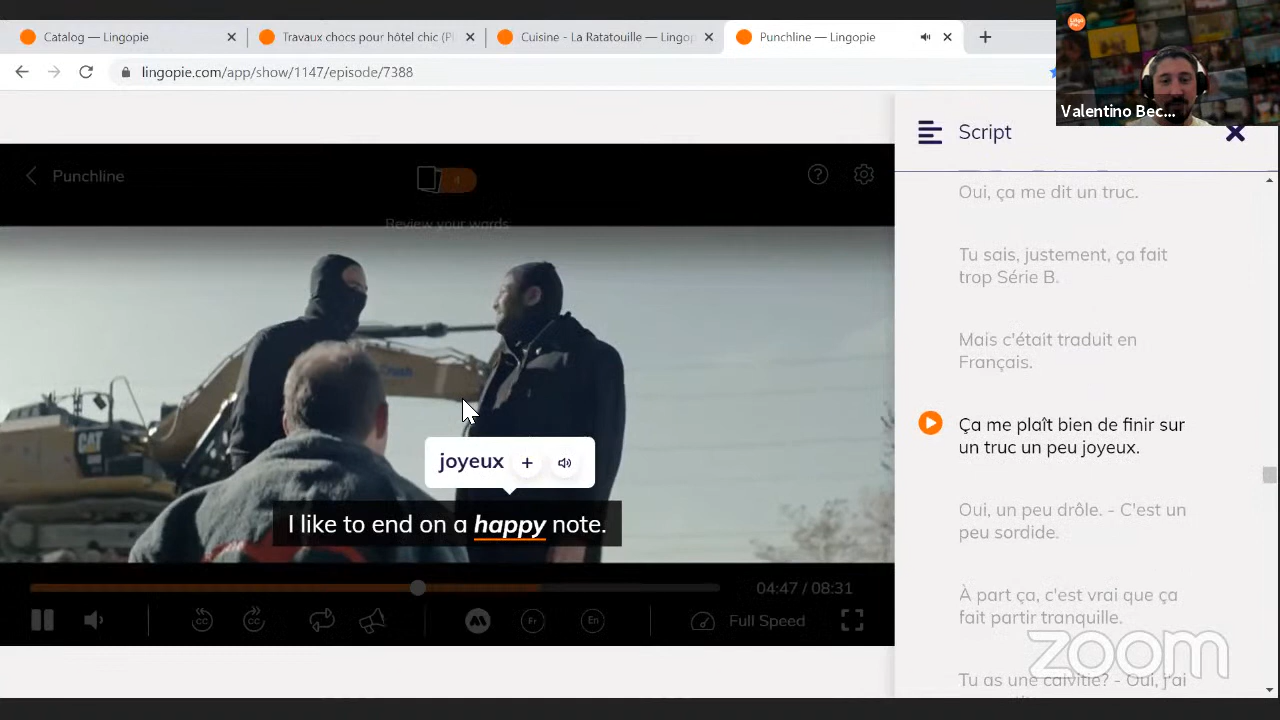 Catalog — Lingopie
Travaux chocs pour hôtel chic (P
Cuisine - La Ratatouille — Lingop
Punchline — Lingopie
lingopie.com/app/show/1147/episode/7388
Valentino Bec...
Script
Punchline
4
Review your words
Oui, ça me dit un truc.
Tu sais, justement, ça fait
trop Série B.
Mais c'était traduit en
Français.
Ça me plaît bien de finir sur
un truc un peu joyeux.
Oui, un peu drôle. - C'est un
peu sordide.
À part ça, c'est vrai que ça
fait partir tranquille.
Tu as une calvitie? - Oui, j'ai
CAT
joyeux +
I like to end on a happy note.
04:47 / 08:31
CC
CC
Fr
En
Full Speed
zoom